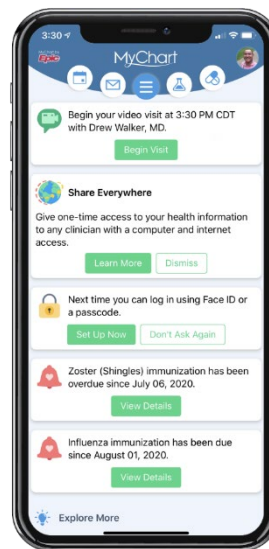 3:30
Epic
MyChart
Begin your video visit at 3:30 PM CDT
with Drew Walker, MD.
Begin Visit
Share Everywhere
Give one-time access to your health information
to any clinician with a computer and internet
access.
Learn More
Dismiss
Next time you can log in using Face ID or
a passcode.
Set Up Now
Don't Ask Again
Zoster (Shingles) immunization has been
overdue since July 06, 2020.
View Details
Influenza immunization has been due
since August 01, 2020.
View Details
Explore More